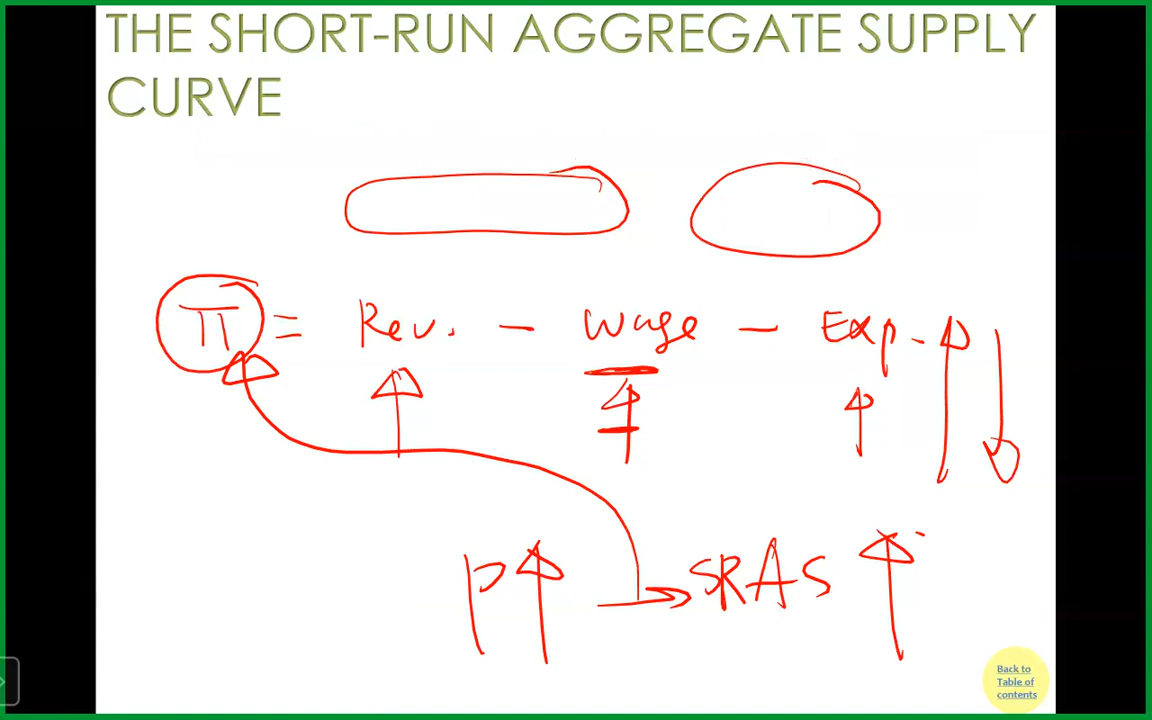 THE SHORT-RUN AGGREGATE SUPPLY
CURVE
π = Rev. - Wage - Exp.
P↑ → SRAS ↑
Back to
Table of
contents